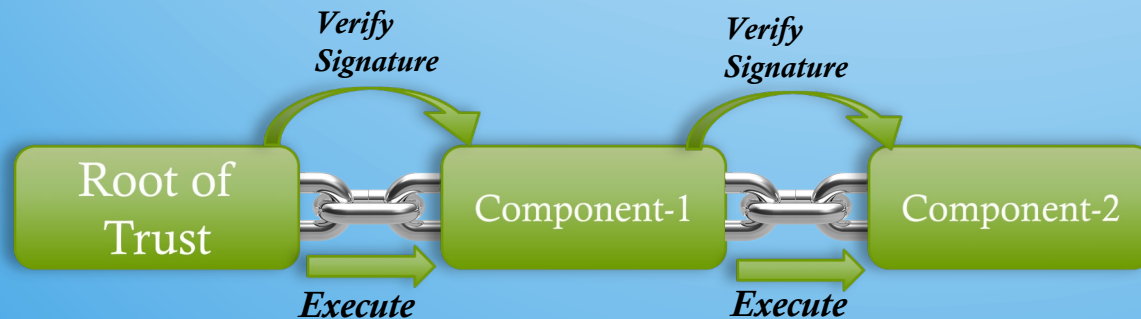 Verify
Signature
Verify
Signature
Root of
Trust
Component-1
Component-2
Execute
Execute